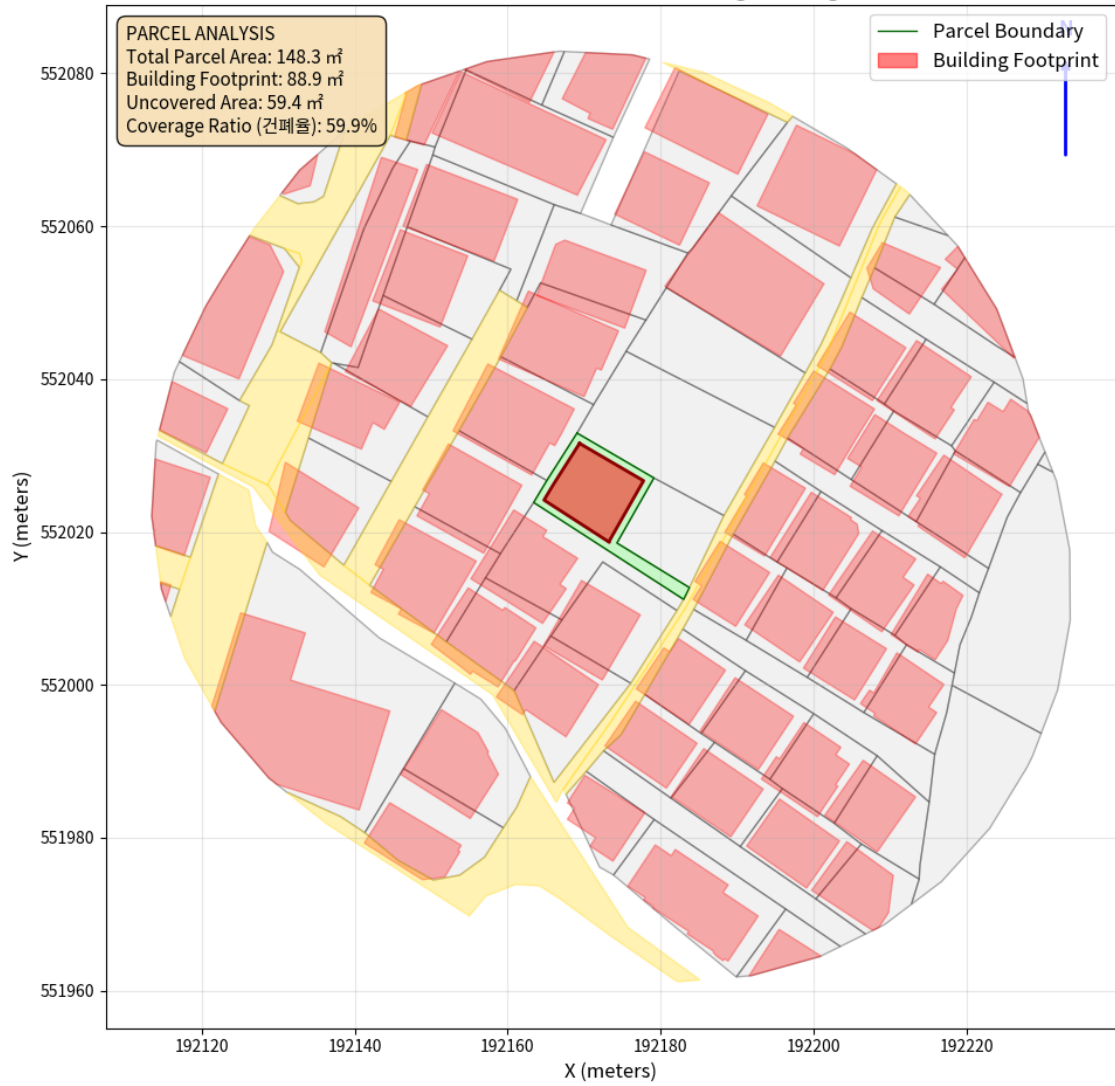 PARCEL ANALYSIS
Total Parcel Area: 148.3 ㎡
Building Footprint: 88.9 ㎡
Uncovered Area: 59.4 ㎡
Coverage Ratio (건폐율): 59.9%
N
Parcel Boundary
Building Footprint
552080
552060
552040
552020
552000
551980
551960
Y (meters)
192120
192140
192160
192180
192200
192220
X (meters)